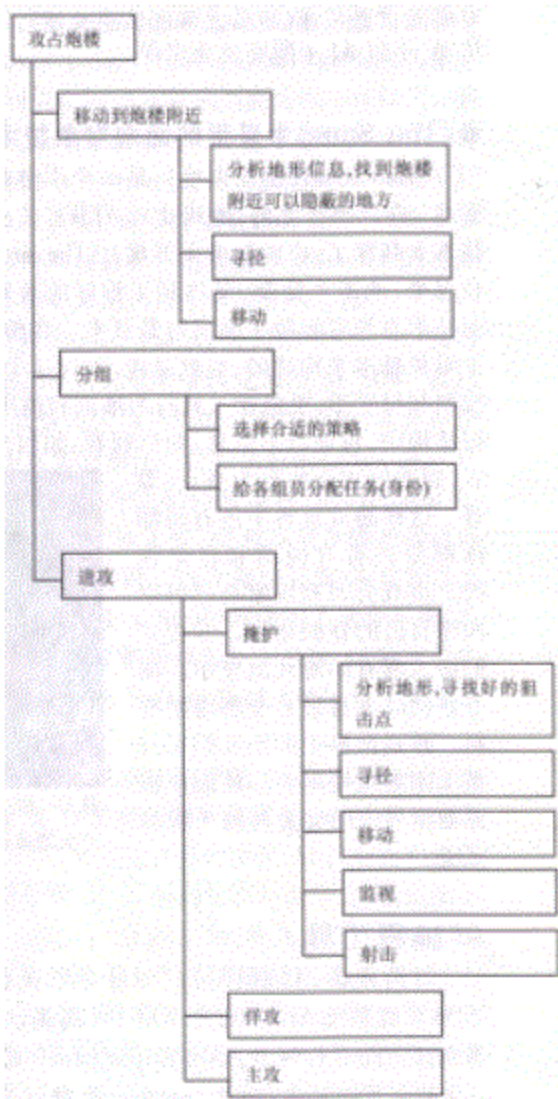 攻占炮楼
移动到炮楼附近
分析地形信息,找到炮楼
附近可以隐蔽的地方
寻径
移动
分组
选择合适的策略
给各组员分配任务(身份)
进攻
掩护
分析地形,寻找好的狙
击点
寻径
移动
监视
射击
佯攻
主攻